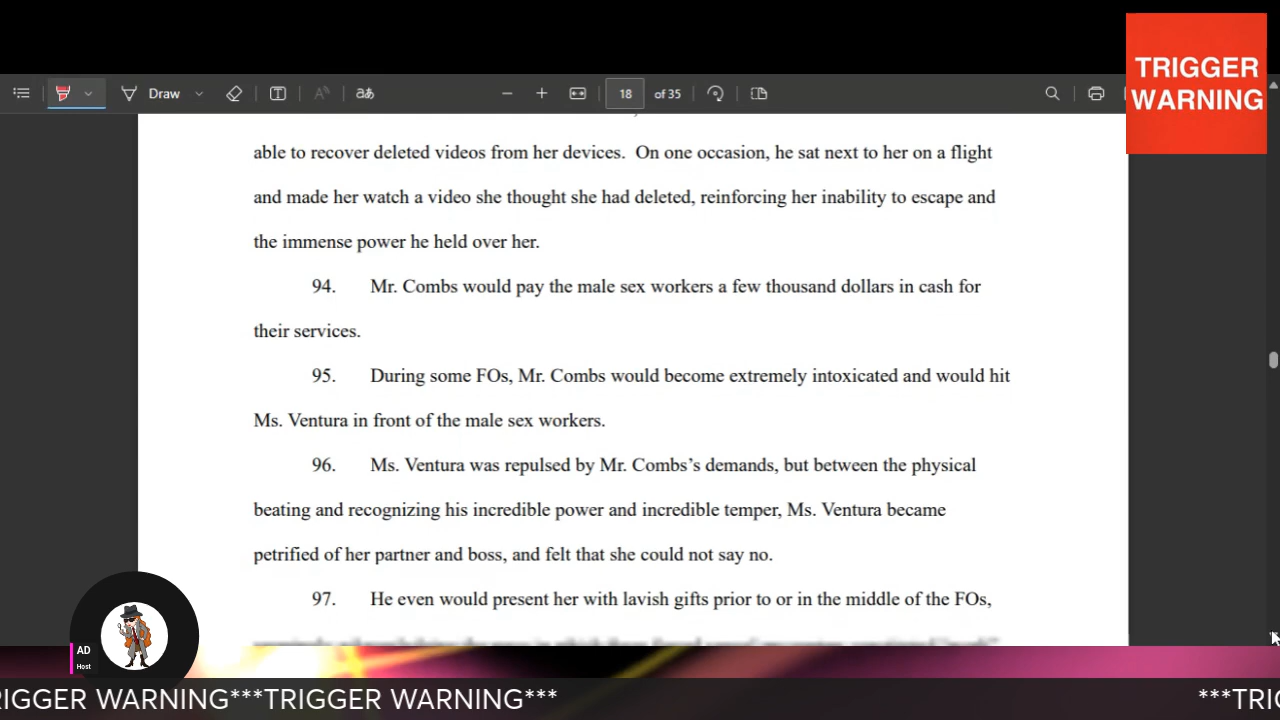 TRIGGER
WARNING
Draw
18 of 35
able to recover deleted videos from her devices. On one occasion, he sat next to her on a flight
and made her watch a video she thought she had deleted, reinforcing her inability to escape and
the immense power he held over her.
94. Mr. Combs would pay the male sex workers a few thousand dollars in cash for
their services.
95. During some FOs, Mr. Combs would become extremely intoxicated and would hit
Ms. Ventura in front of the male sex workers.
96. Ms. Ventura was repulsed by Mr. Combs’s demands, but between the physical
beating and recognizing his incredible power and incredible temper, Ms. Ventura became
petrified of her partner and boss, and felt that she could not say no.
97. He even would present her with lavish gifts prior to or in the middle of the FOs,
AD
Host
RIGGER WARNING***TRIGGER WARNING*** ***TRIG